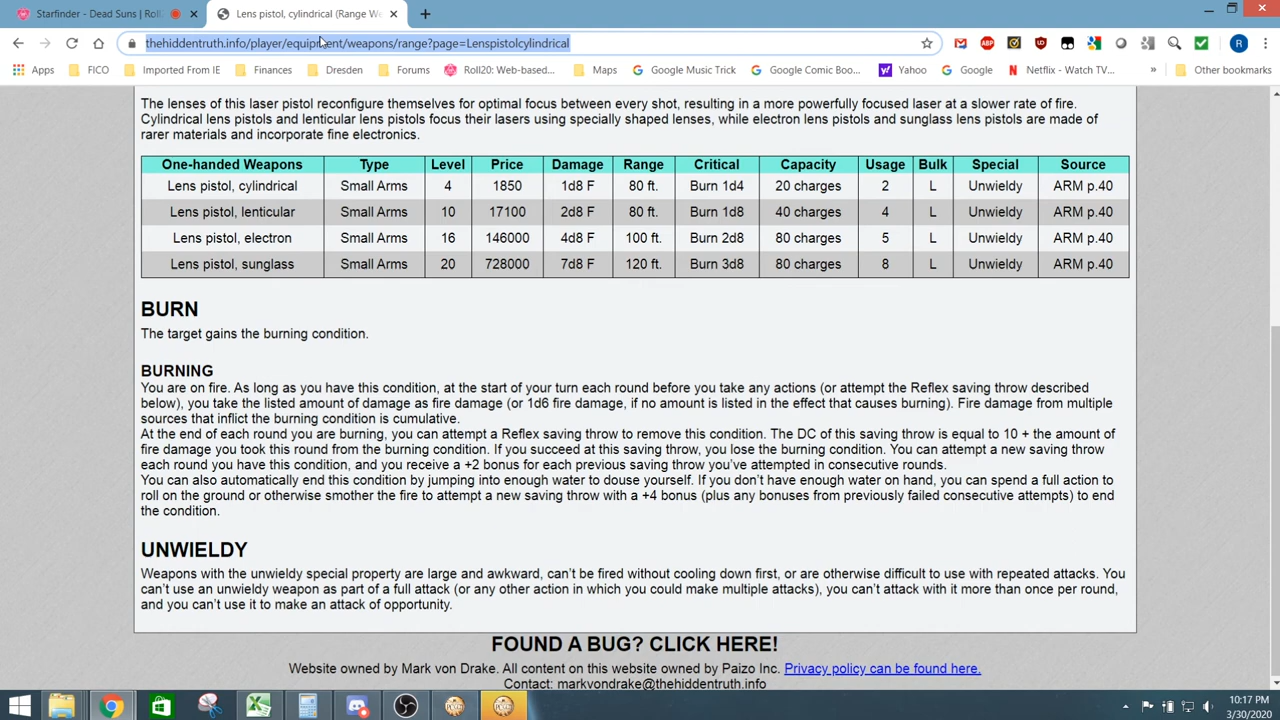 Starfinder - Dead Suns | Roll2
Lens pistol, cylindrical (Range We
thehiddentruth.info/player/equipment/weapons/range?page=Lenspistolcylindrical
Apps FICO Imported From IE Finances Dresden Forums Roll20: Web-based... Maps Google Music Trick Google Comic Boo... Yahoo Google Netflix - Watch TV... » Other bookmarks
The lenses of this laser pistol reconfigure themselves for optimal focus between every shot, resulting in a more powerfully focused laser at a slower rate of fire.
Cylindrical lens pistols and lenticular lens pistols focus their lasers using specially shaped lenses, while electron lens pistols and sunglass lens pistols are made of
rarer materials and incorporate fine electronics.
One-handed Weapons Type Level Price Damage Range Critical Capacity Usage Bulk Special Source
Lens pistol, cylindrical Small Arms 4 1850 1d8 F 80 ft. Burn 1d4 20 charges 2 L Unwieldy ARM p.40
Lens pistol, lenticular Small Arms 10 17100 2d8 F 80 ft. Burn 1d8 40 charges 4 L Unwieldy ARM p.40
Lens pistol, electron Small Arms 16 146000 4d8 F 100 ft. Burn 2d8 80 charges 5 L Unwieldy ARM p.40
Lens pistol, sunglass Small Arms 20 728000 7d8 F 120 ft. Burn 3d8 80 charges 8 L Unwieldy ARM p.40
BURN
The target gains the burning condition.
BURNING
You are on fire. As long as you have this condition, at the start of your turn each round before you take any actions (or attempt the Reflex saving throw described
below), you take the listed amount of damage as fire damage (or 1d6 fire damage, if no amount is listed in the effect that causes burning). Fire damage from multiple
sources that inflict the burning condition is cumulative.
At the end of each round you are burning, you can attempt a Reflex saving throw to remove this condition. The DC of this saving throw is equal to 10 + the amount of
fire damage you took this round from the burning condition. If you succeed at this saving throw, you lose the burning condition. You can attempt a new saving throw
each round you have this condition, and you receive a +2 bonus for each previous saving throw you've attempted in consecutive rounds.
You can also automatically end this condition by jumping into enough water to douse yourself. If you don't have enough water on hand, you can spend a full action to
roll on the ground or otherwise smother the fire to attempt a new saving throw with a +4 bonus (plus any bonuses from previously failed consecutive attempts) to end
the condition.
UNWIELDY
Weapons with the unwieldy special property are large and awkward, can't be fired without cooling down first, or are otherwise difficult to use with repeated attacks. You
can't use an unwieldy weapon as part of a full attack (or any other action in which you could make multiple attacks), you can't attack with it more than once per round,
and you can't use it to make an attack of opportunity.
FOUND A BUG? CLICK HERE!
Website owned by Mark von Drake. All content on this website owned by Paizo Inc. Privacy policy can be found here.
Contact: markvondrake@thehiddentruth.info
10:17 PM
3/30/2020